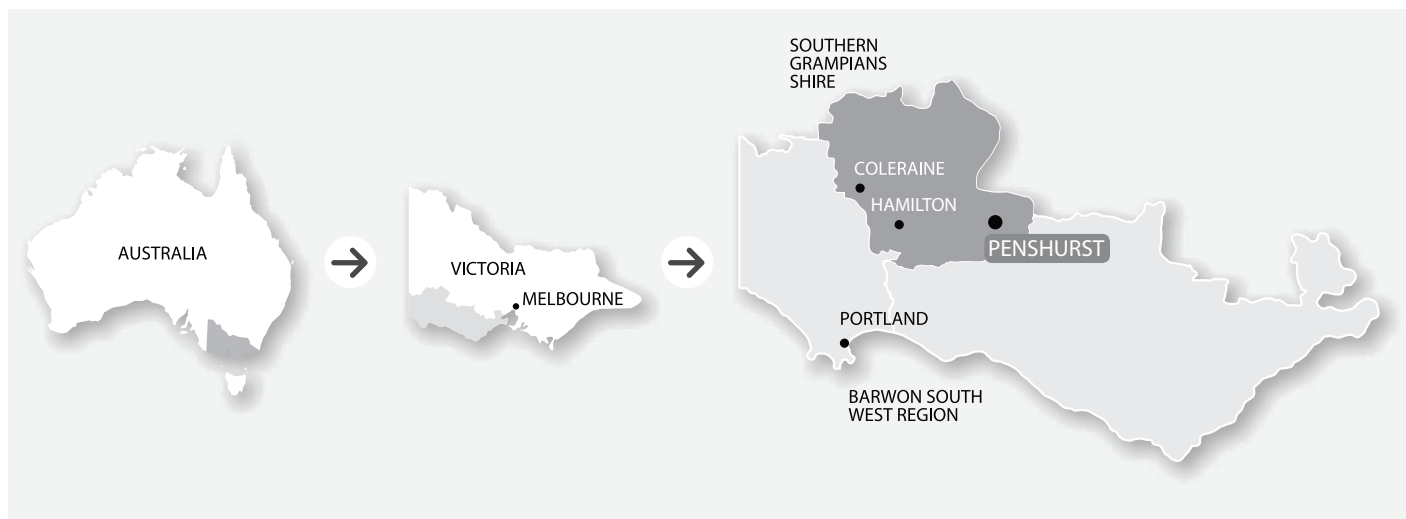 AUSTRALIA
VICTORIA
MELBOURNE
SOUTHERN
GRAMPIANS
SHIRE
COLERAINE
HAMILTON
PENSHURST
PORTLAND
BARWON SOUTH
WEST REGION